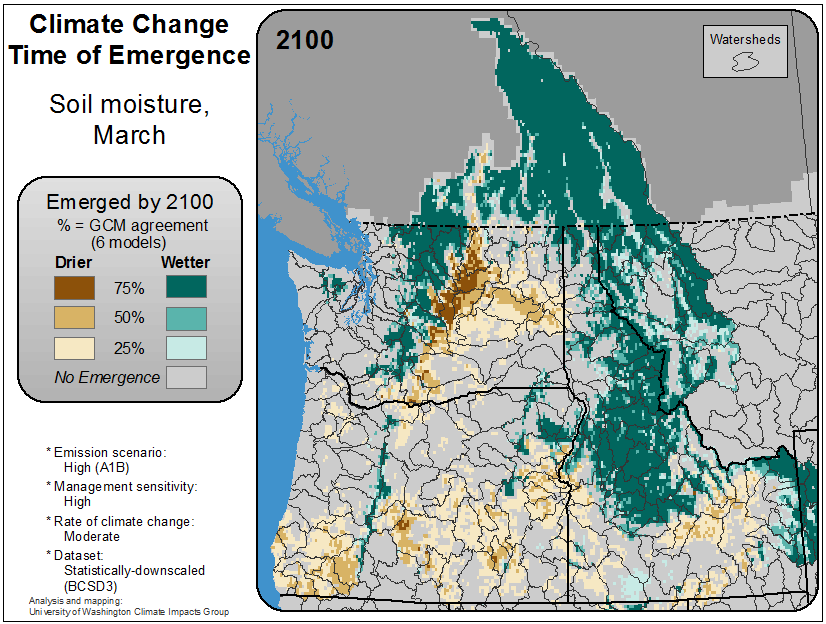 Climate Change
Time of Emergence
Soil moisture,
March
Emerged by 2100
% = GCM agreement
(6 models)
Drier Wetter
75%
50%
25%
No Emergence
* Emission scenario:
High (A1B)
* Management sensitivity:
High
* Rate of climate change:
Moderate
* Dataset:
Statistically-downscaled
(BCSD3)
Analysis and mapping:
University of Washington Climate Impacts Group
2100
Watersheds